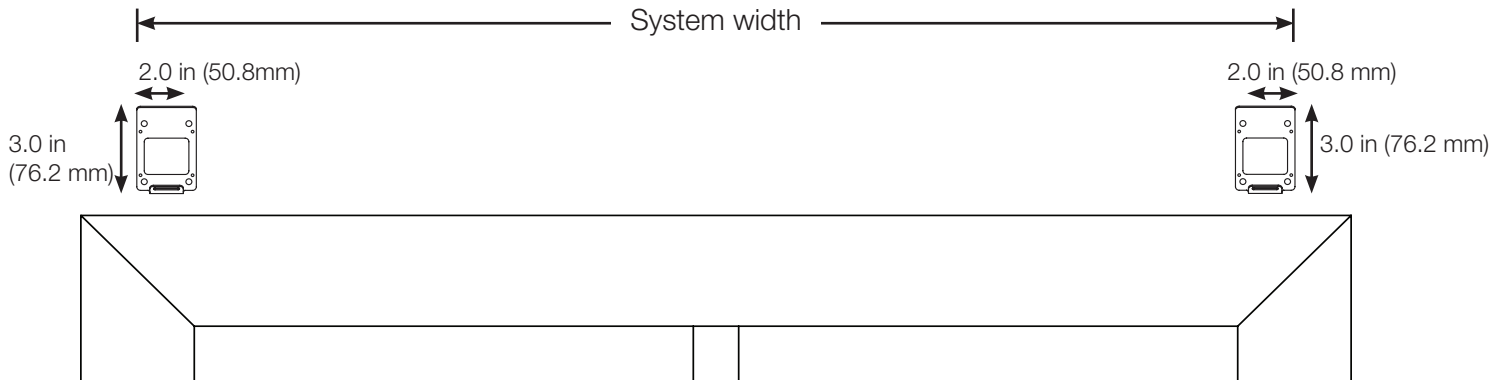 System width
2.0 in (50.8mm)
2.0 in (50.8 mm)
3.0 in
(76.2 mm)
3.0 in (76.2 mm)